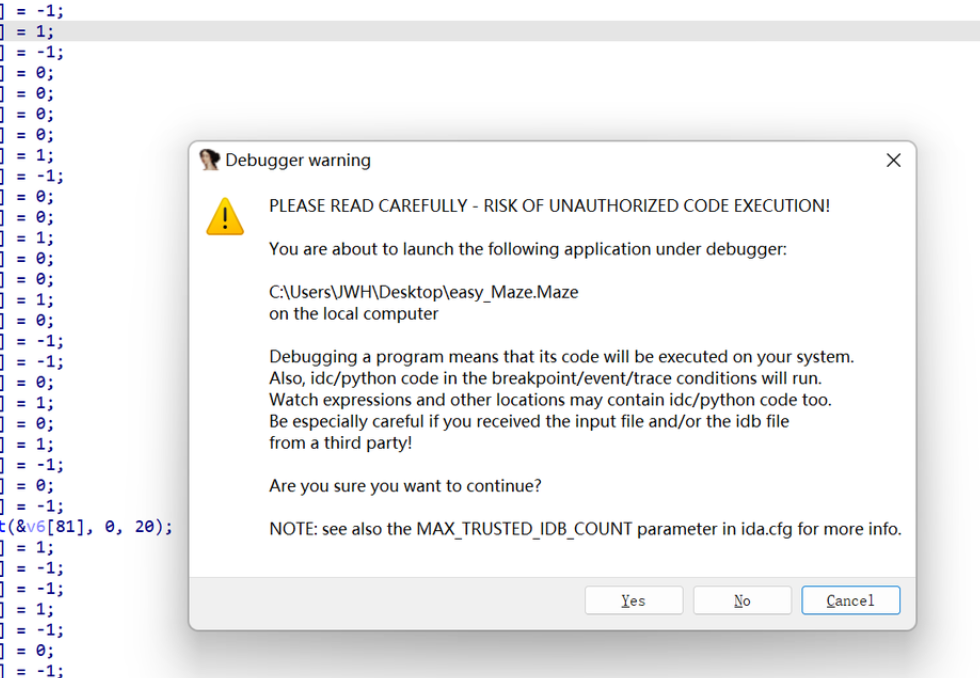 ] = -1;
] = 1;
] = -1;
] = 0;
] = 0;
] = 0;
] = 0;
] = 1;
] = -1;
] = 0;
] = 0;
] = 1;
] = 0;
] = 0;
] = 1;
] = 0;
] = -1;
] = -1;
] = 0;
] = 1;
] = 0;
] = 1;
] = -1;
] = 0;
] = -1;
t(&v6[81], 0, 20);
] = 1;
] = -1;
] = -1;
] = 1;
] = -1;
] = 0;
] = -1;
Debugger warning
PLEASE READ CAREFULLY - RISK OF UNAUTHORIZED CODE EXECUTION!
You are about to launch the following application under debugger:
C:\Users\JWH\Desktop\easy_Maze.Maze
on the local computer
Debugging a program means that its code will be executed on your system.
Also, idc/python code in the breakpoint/event/trace conditions will run.
Watch expressions and other locations may contain idc/python code too.
Be especially careful if you received the input file and/or the idb file
from a third party!
Are you sure you want to continue?
NOTE: see also the MAX_TRUSTED_IDB_COUNT parameter in ida.cfg for more info.
Yes
No
Cancel